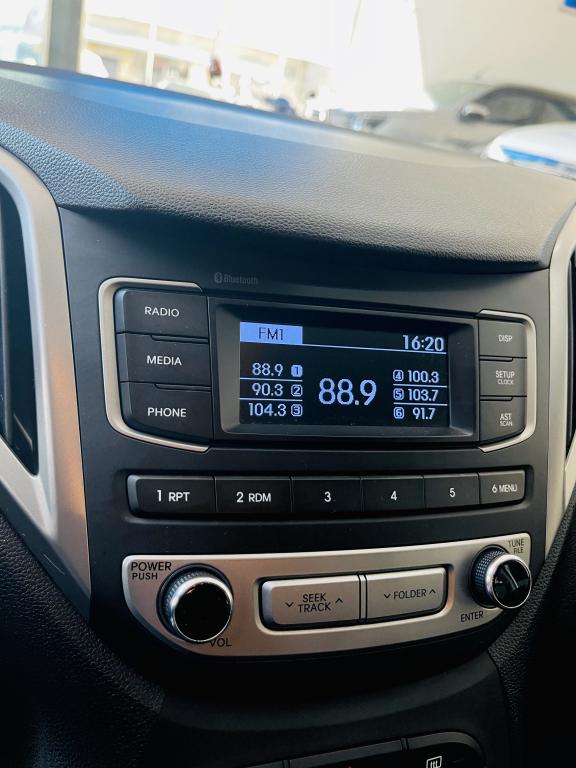 Bluetooth
RADIO
MEDIA
PHONE
FM1
16:20
88.9 1
90.3 2
104.3 3
88.9
4 100.3
5 103.7
6 91.7
DISP
SETUP
CLOCK
AST
SCAN
1 RPT
2 RDM
3
4
5
6 MENU
POWER
PUSH
VOL
SEEK
TRACK
FOLDER
TUNE
FILE
ENTER